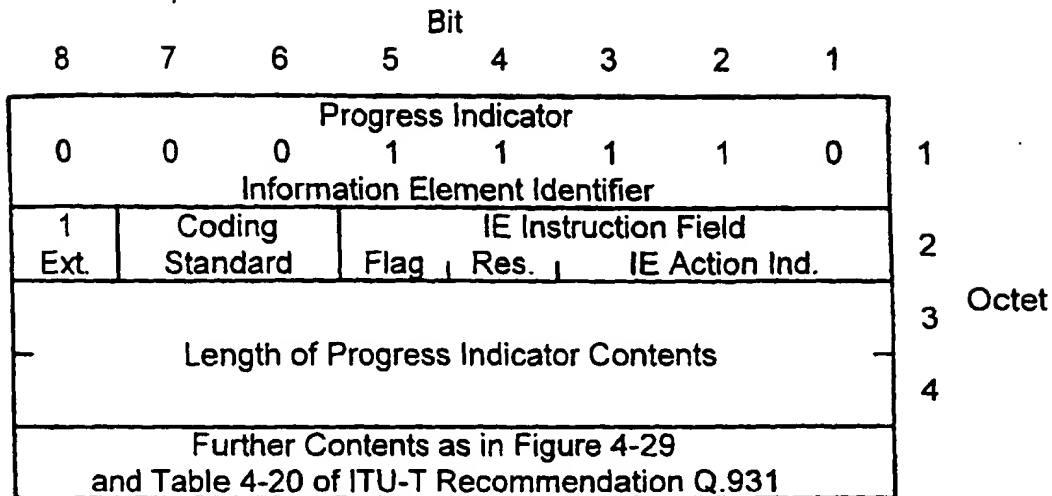 Bit
8 7 6 5 4 3 2 1
Progress Indicator
0 0 0 1 1 1 1 0 1
Information Element Identifier
1 Coding IE Instruction Field 2
Ext. Standard Flag Res. IE Action Ind.
3 Octet
Length of Progress Indicator Contents
4
Further Contents as in Figure 4-29
and Table 4-20 of ITU-T Recommendation Q.931